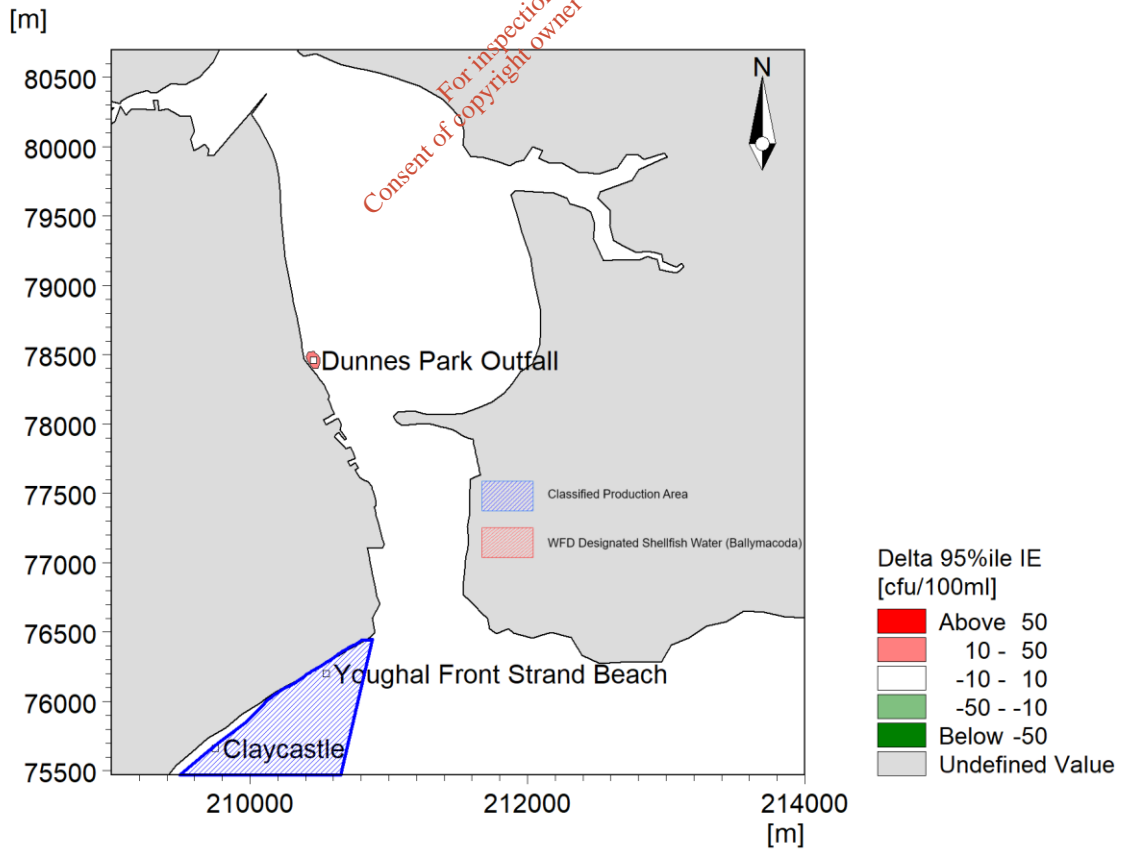 [m]
For inspection
Consent of copyright owner
80500
80000
79500
79000
78500
78000
77500
77000
76500
76000
75500
N
Dunnes Park Outfall
Classified Production Area
WFD Designated Shellfish Water (Ballymacoda)
Youghal Front Strand Beach
Claycastle
210000
212000
214000
[m]
Delta 95%ile IE
[cfu/100ml]
Above 50
10 - 50
-10 - 10
-50 - -10
Below -50
Undefined Value